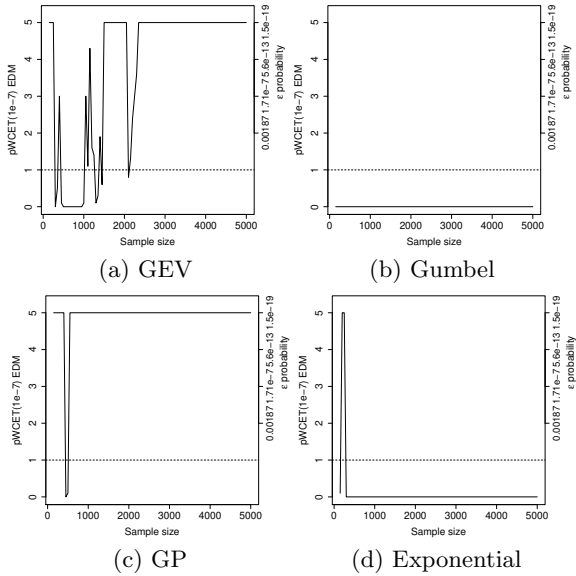 5
4
3
2
1
0
pWCET(1e-7) EDM
0.00187 1.71e-7 5.6e-13 1.5e-19
ε probability
0 1000 2000 3000 4000 5000
Sample size
(a) GEV
5
4
3
2
1
0
pWCET(1e-7) EDM
0.00187 1.71e-7 5.6e-13 1.5e-19
ε probability
0 1000 2000 3000 4000 5000
Sample size
(b) Gumbel
5
4
3
2
1
0
pWCET(1e-7) EDM
0.00187 1.71e-7 5.6e-13 1.5e-19
ε probability
0 1000 2000 3000 4000 5000
Sample size
(c) GP
5
4
3
2
1
0
pWCET(1e-7) EDM
0.00187 1.71e-7 5.6e-13 1.5e-19
ε probability
0 1000 2000 3000 4000 5000
Sample size
(d) Exponential